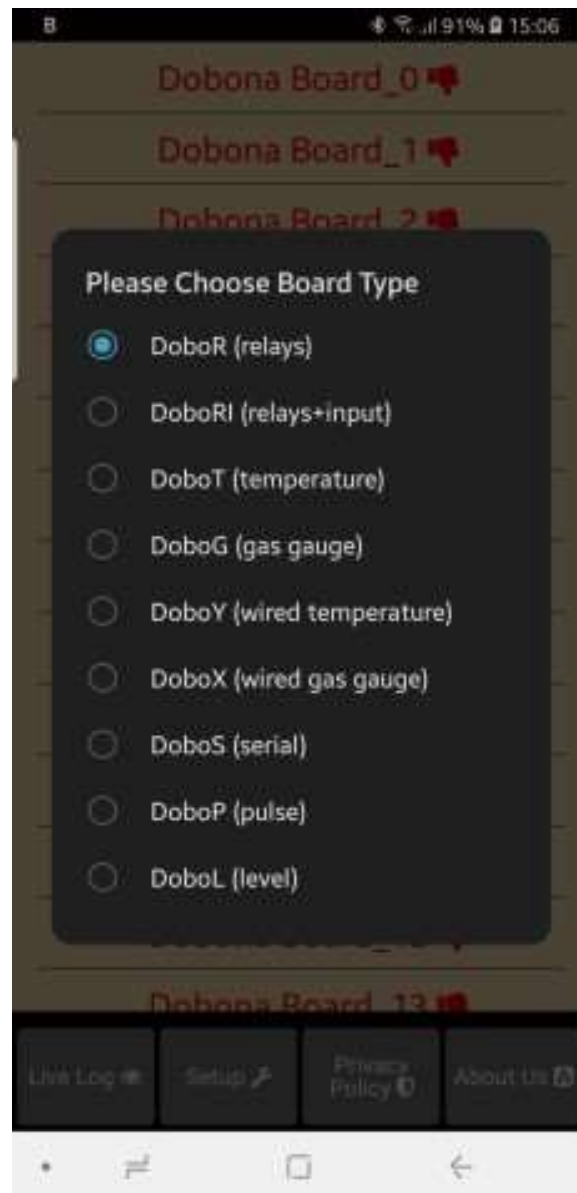 B 91% 15:06
Dobona Board_0
Dobona Board_1
Dobona Board_2
Please Choose Board Type
DoboR (relays)
DoboRI (relays+input)
DoboT (temperature)
DoboG (gas gauge)
DoboY (wired temperature)
DoboX (wired gas gauge)
DoboS (serial)
DoboP (pulse)
DoboL (level)
Dobona Board_13
Live Log
Setup
Privacy
Policy
About Us